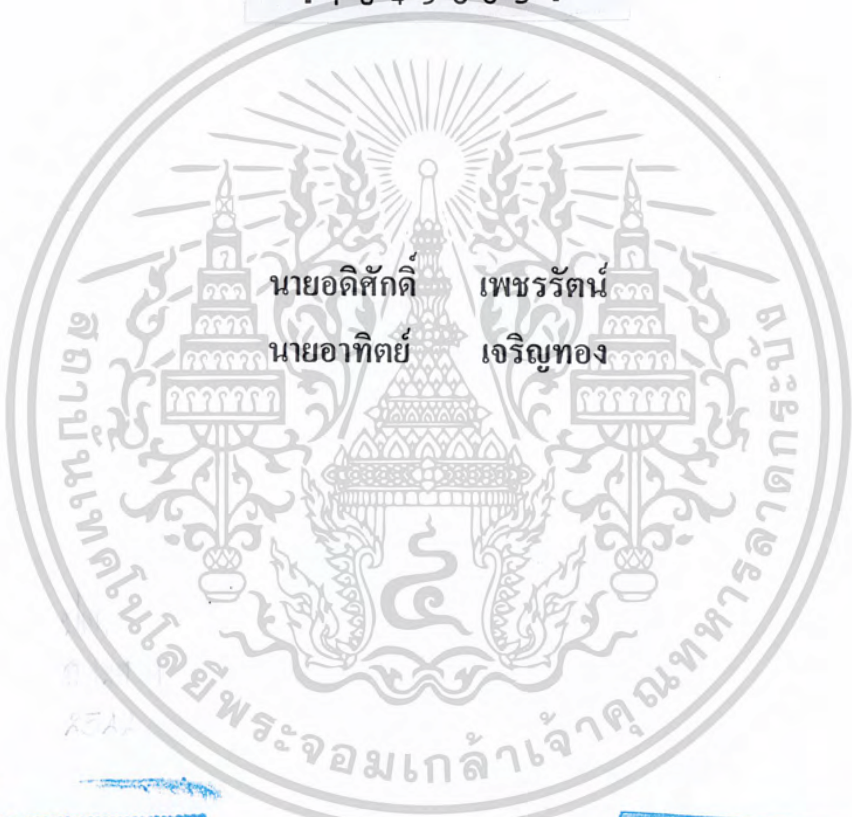 นายอดิศักดิ์ เพชรรัตน์
นายอาทิตย์ เจริญทอง
สถาบันเทคโนโลยีพระจอมเกล้าเจ้าคุณทหารลาดกระบัง